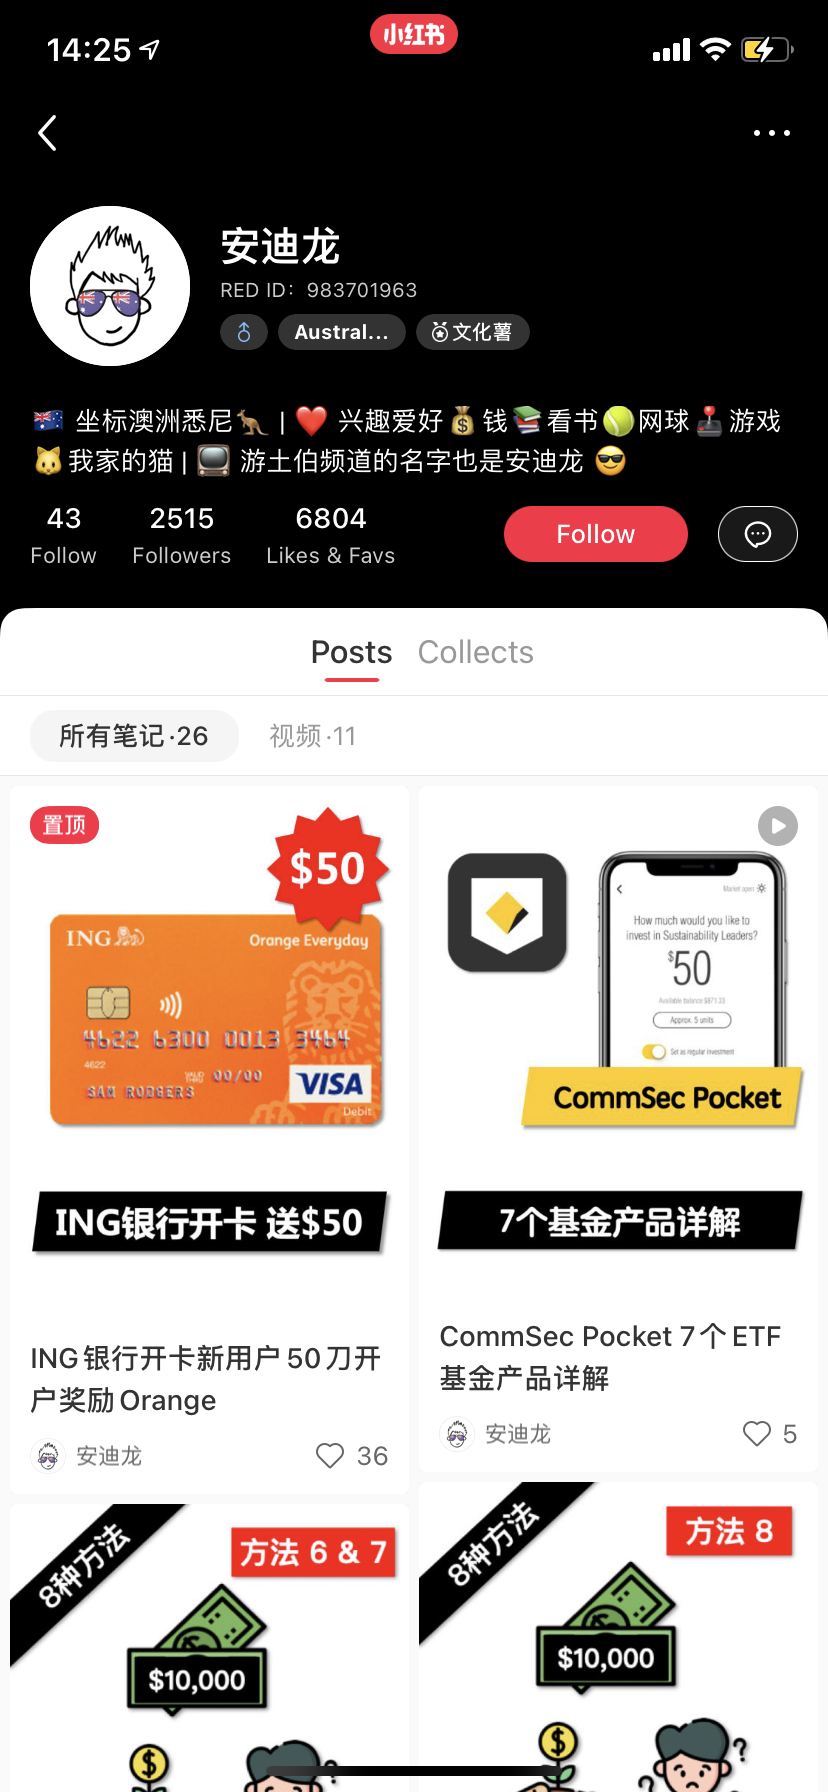 14:25
小红书
安迪龙
RED ID：983701963
Austral...
文化薯
🇦🇺 坐标澳洲悉尼🦘 | ❤️ 兴趣爱好💰钱📚看书🎾网球🕹️游戏
🐱我家的猫 | 📺 游土伯频道的名字也是安迪龙 😎
43
2515
6804
Follow
Followers
Likes & Favs
Follow
Posts
Collects
所有笔记·26
视频·11
置顶
$50
ING
Orange Everyday
4622 6300 0013 3464
4622
VALID THRU 00/00
SAM RODGERS
VISA
Debit
ING银行开卡 送$50
ING银行开卡新用户50刀开
户奖励Orange
安迪龙
36
Market open
How much would you like to
invest in Sustainability Leaders?
$50
Available balance $871.33
Approx. 5 units
Set as regular investment
CommSec Pocket
7个基金产品详解
CommSec Pocket 7个ETF
基金产品详解
安迪龙
5
8种方法
方法 6 & 7
$10,000
$
?
8种方法
方法 8
$10,000
$
?
?